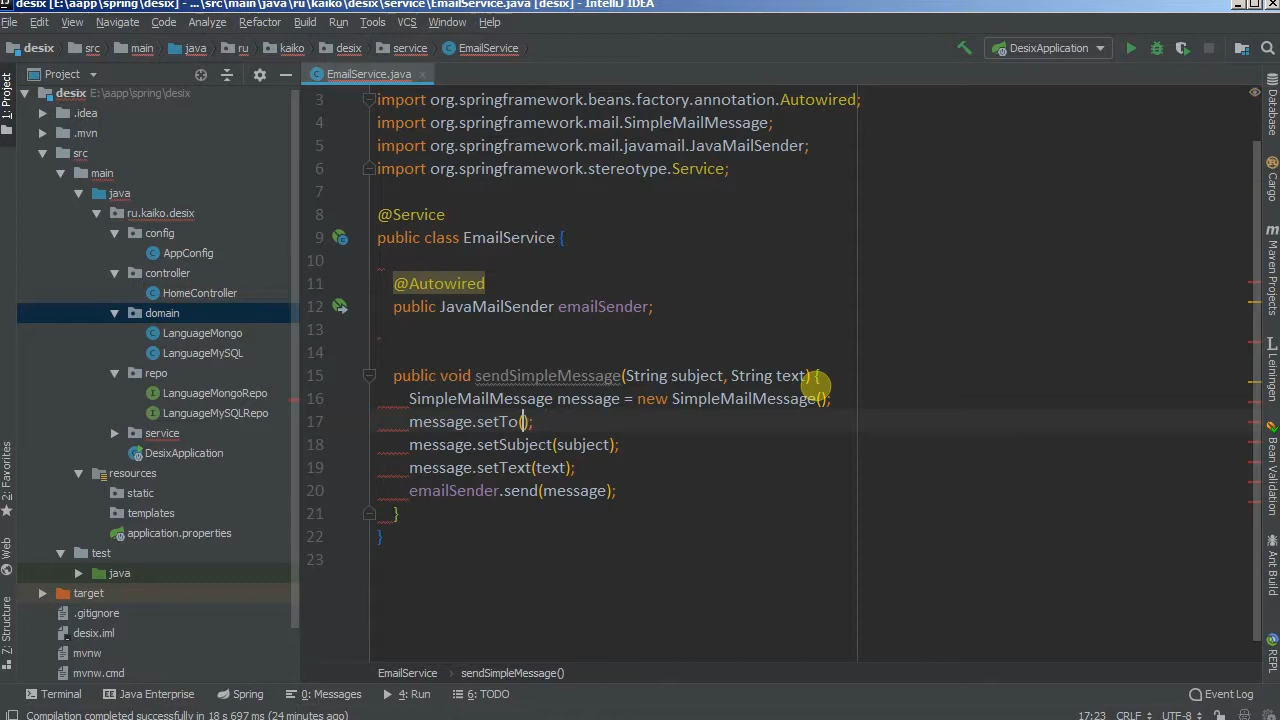 desix [E:\aapp\spring\desix] - ...\src\main\java\ru\kaiko\desix\service\EmailService.java [desix] - IntelliJ IDEA
File Edit View Navigate Code Analyze Refactor Build Run Tools VCS Window Help
desix src main java ru kaiko desix service EmailService DesixApplication
Project EmailService.java
desix E:\aapp\spring\desix
.idea
.mvn
src
main
java
ru.kaiko.desix
config
AppConfig
controller
HomeController
domain
LanguageMongo
LanguageMySQL
repo
LanguageMongoRepo
LanguageMySQLRepo
service
DesixApplication
resources
static
templates
application.properties
test
java
target
.gitignore
desix.iml
mvnw
mvnw.cmd
3 import org.springframework.beans.factory.annotation.Autowired;
4 import org.springframework.mail.SimpleMailMessage;
5 import org.springframework.mail.javamail.JavaMailSender;
6 import org.springframework.stereotype.Service;
7
8 @Service
9 public class EmailService {
10
11 @Autowired
12 public JavaMailSender emailSender;
13
14
15 public void sendSimpleMessage(String subject, String text) {
16 SimpleMailMessage message = new SimpleMailMessage();
17 message.setTo();
18 message.setSubject(subject);
19 message.setText(text);
20 emailSender.send(message);
21 }
22 }
23
EmailService sendSimpleMessage()
1: Project
2: Favorites
Web
7: Structure
Database
Cargo
m Maven Projects
Leiningen
Bean Validation
Ant Build
REPL
Terminal Java Enterprise Spring 0: Messages 4: Run 6: TODO Event Log
Compilation completed successfully in 18 s 697 ms (24 minutes ago) 17:23 CRLF UTF-8